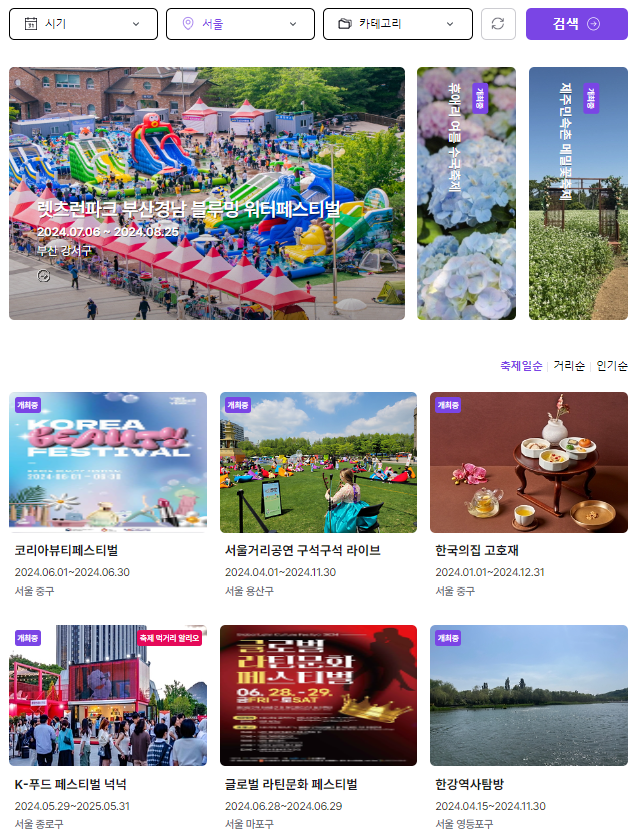 시기
서울
카테고리
검색
렛츠런파크 부산경남 블루밍 워터페스티벌
2024.07.06 ~ 2024.08.25
부산 강서구
개최중
휴애리 여름 수국축제
개최중
제주민속촌 메밀꽃축제
축제일순
거리순
인기순
개최중
KOREA
BEAUTY
FESTIVAL
코리아뷰티페스티벌
2024.06.01~2024.06.30
서울 중구
개최중
서울거리공연 구석구석 라이브
2024.04.01~2024.11.30
서울 용산구
개최중
한국의집 고호재
2024.01.01~2024.12.31
서울 중구
개최중
축제 먹거리 알리오
K-푸드 페스티벌 넉넉
2024.05.29~2025.05.31
서울 종로구
글로벌
라틴문화
페스티벌
06. 28. - 29.
금FRI - 토SAT
글로벌 라틴문화 페스티벌
2024.06.28~2024.06.29
서울 마포구
개최중
한강역사탐방
2024.04.15~2024.11.30
서울 영등포구